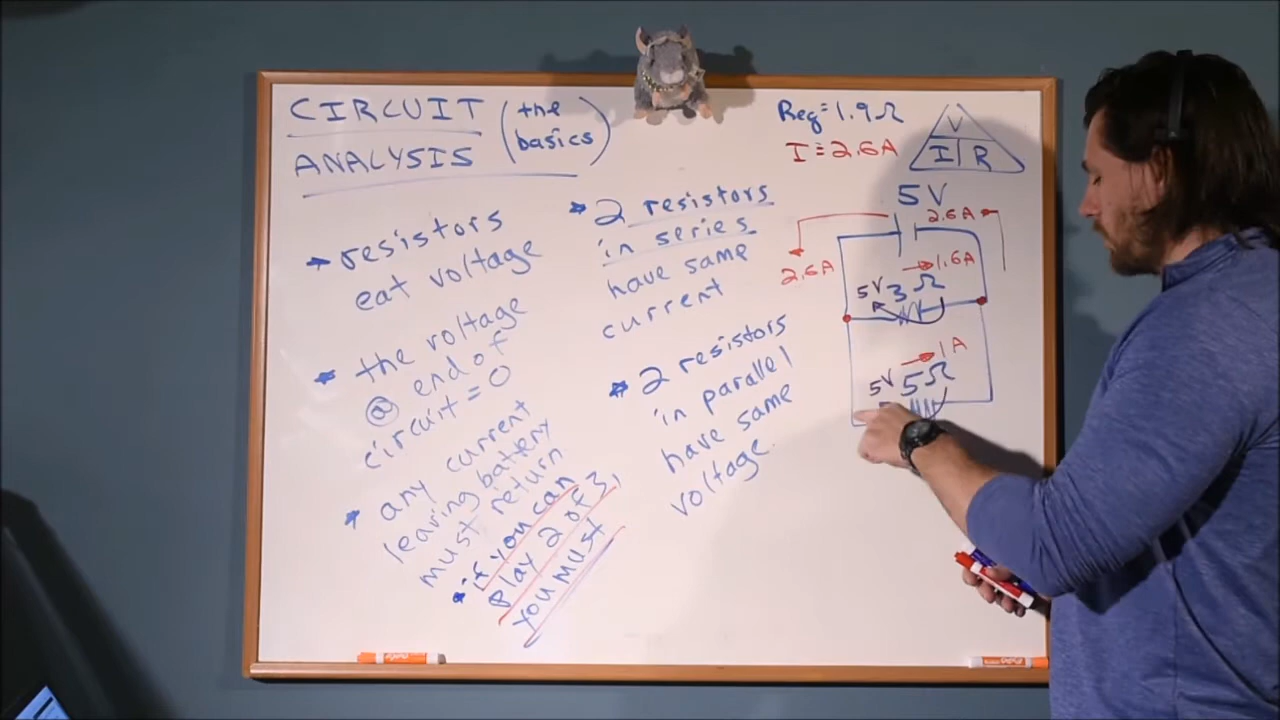 CIRCUIT (the
ANALYSIS basics)
* resistors
eat voltage
* the voltage
@ end of
circuit = 0
* any current
leaving battery
must return
* if you can
play 2 of 3,
you must
* 2 resistors
in series
have same
current
* 2 resistors
in parallel
have same
voltage.
Req = 1.9Ω
I = 2.6A
V
I R
5V
2.6A
2.6A
1.6A
5V 3Ω
1A
5V 5Ω